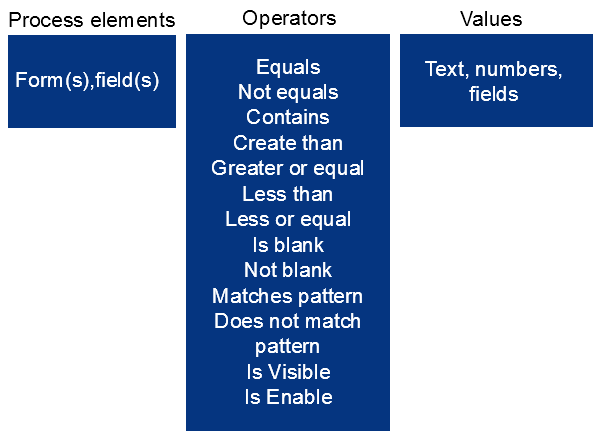 Process elements
Operators
Values
Form(s),field(s)
Equals
Not equals
Contains
Create than
Greater or equal
Less than
Less or equal
Is blank
Not blank
Matches pattern
Does not match
pattern
Is Visible
Is Enable
Text, numbers,
fields